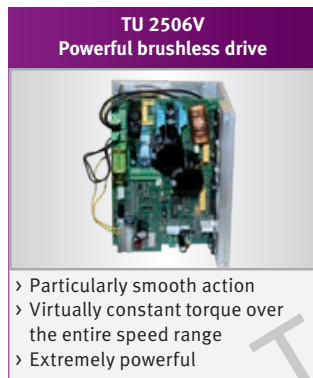 TU 2506V
Powerful brushless drive
› Particularly smooth action
› Virtually constant torque over
the entire speed range
› Extremely powerful